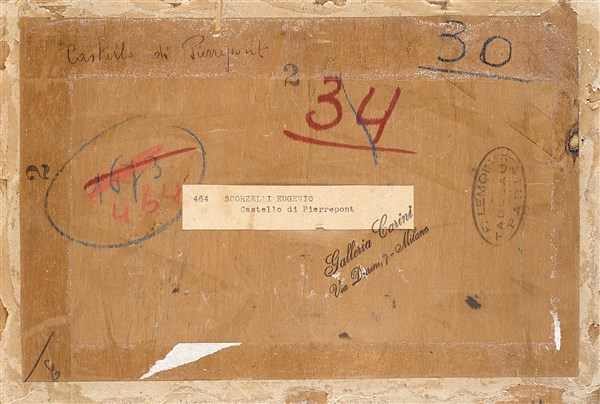 Castello di Pierrepont
30
2
34
1673
464
2
464 SCORZELLI EUGENIO
Castello di Pierrepont
Galleria Carini
Via Durini, 7 - Milano
F. LEMOINE
TABLEAUX
PARIS